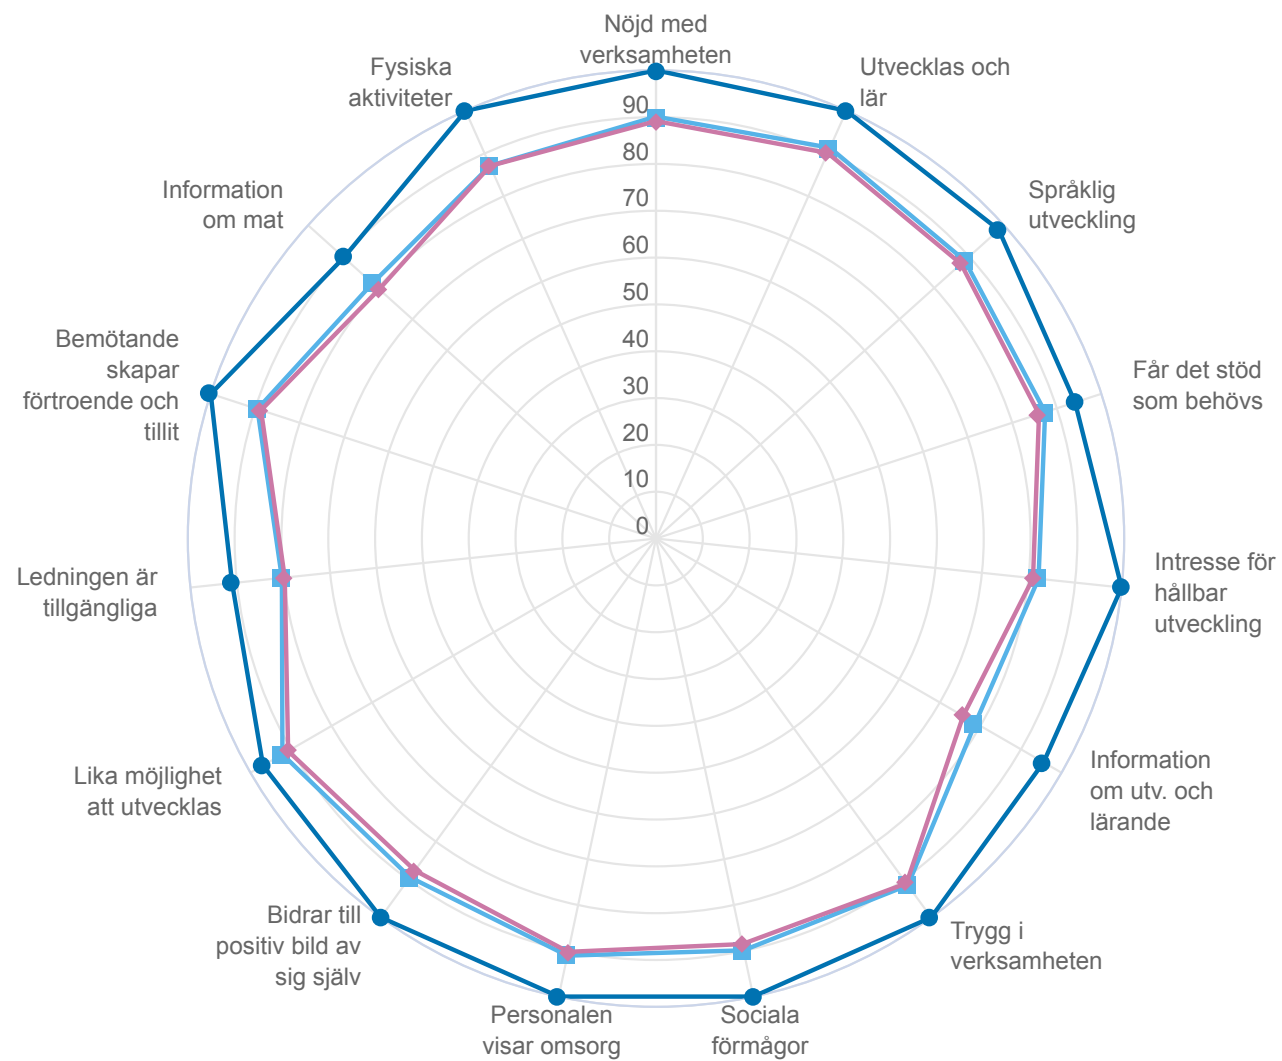 Nöjd med
verksamheten
Utvecklas och
lär
Språklig
utveckling
Får det stöd
som behövs
Intresse för
hållbar
utveckling
Information
om utv. och
lärande
Trygg i
verksamheten
Sociala
förmågor
Personalen
visar omsorg
Bidrar till
positiv bild av
sig själv
Lika möjlighet
att utvecklas
Ledningen är
tillgängliga
Bemötande
skapar
förtroende och
tillit
Information
om mat
Fysiska
aktiviteter
90
80
70
60
50
40
30
20
10
0